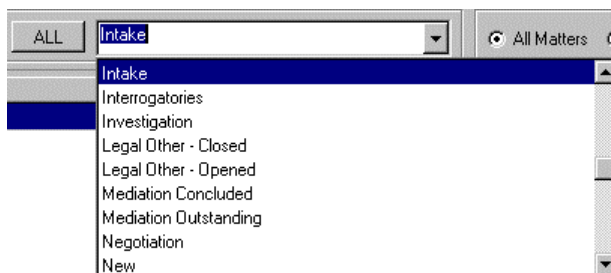 ALL Intake All Matters
Intake
Interrogatories
Investigation
Legal Other - Closed
Legal Other - Opened
Mediation Concluded
Mediation Outstanding
Negotiation
New